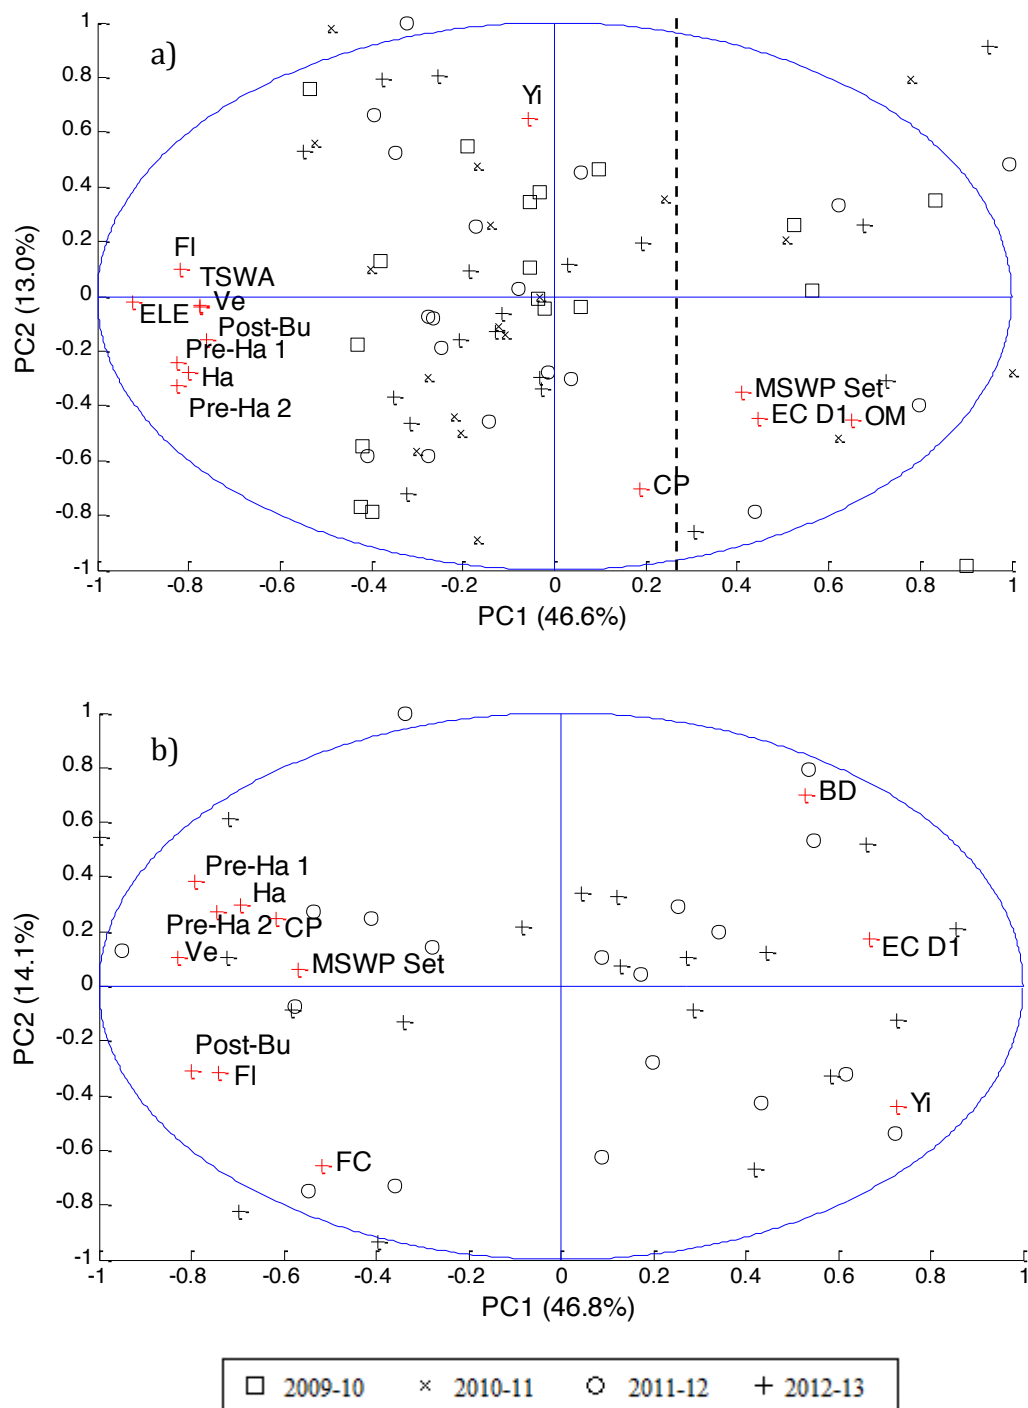 a)
1
0.8
0.6
0.4
0.2
0
-0.2
-0.4
-0.6
-0.8
-1
PC2 (13.0%)
Yi
Fl
TSWA
Ve
ELE
Post-Bu
Pre-Ha 1
Ha
Pre-Ha 2
MSWP Set
EC D1 OM
CP
-1 -0.8 -0.6 -0.4 -0.2 0 0.2 0.4 0.6 0.8 1
PC1 (46.6%)
b)
1
0.8
0.6
0.4
0.2
0
-0.2
-0.4
-0.6
-0.8
-1
PC2 (14.1%)
BD
Pre-Ha 1
Ha
Pre-Ha 2 CP
Ve
MSWP Set
EC D1
Post-Bu
Fl
Yi
FC
-1 -0.8 -0.6 -0.4 -0.2 0 0.2 0.4 0.6 0.8 1
PC1 (46.8%)
2009-10 2010-11 2011-12 2012-13